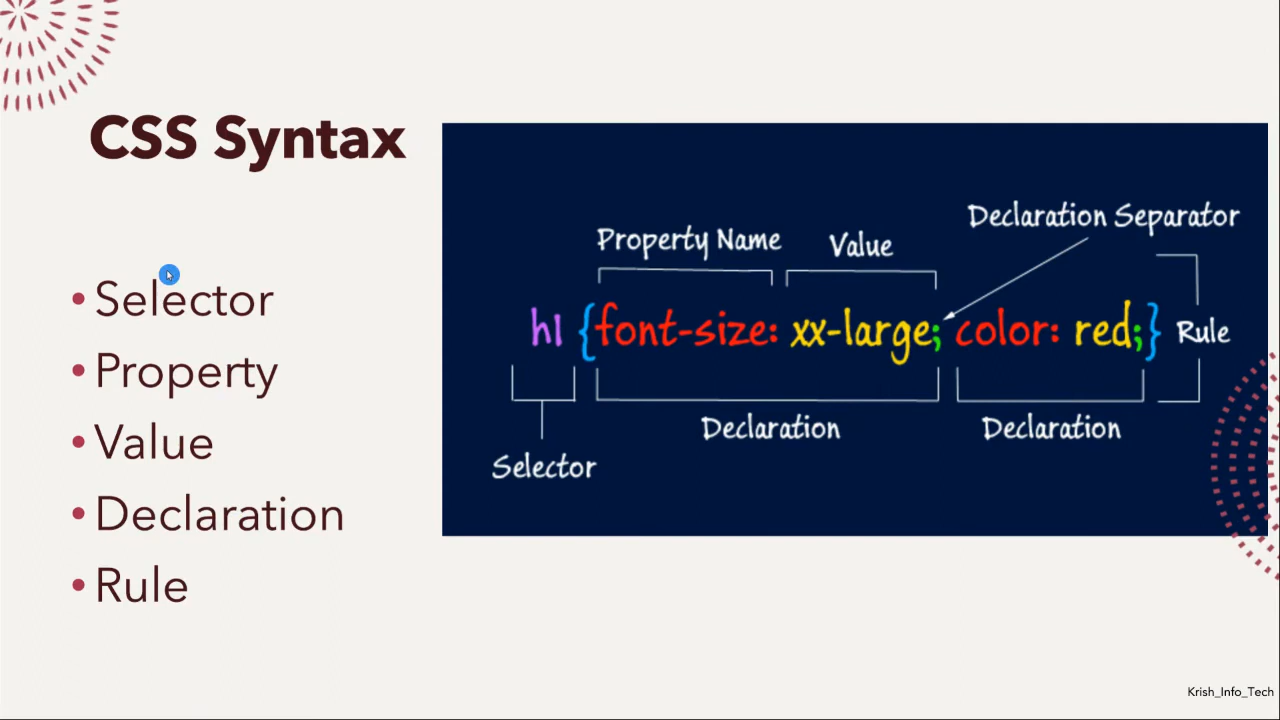 CSS Syntax
• Selector
• Property
• Value
• Declaration
• Rule
Declaration Separator
Property Name
Value
h1 {font-size: xx-large; color: red;}
Rule
Declaration
Declaration
Selector
Krish_Info_Tech